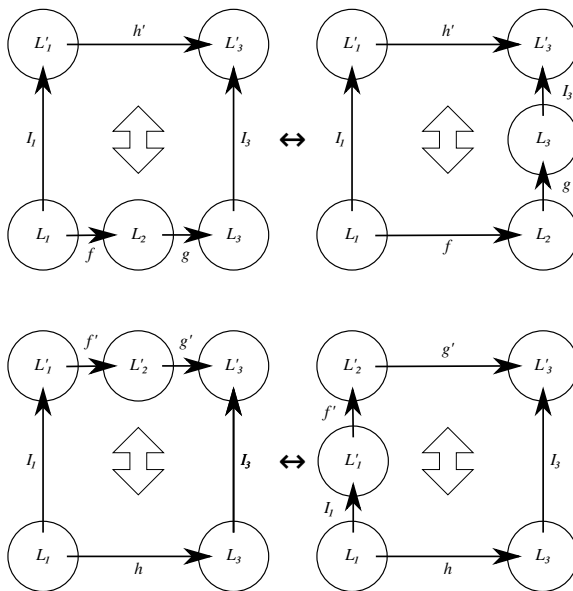 L'1 h' L'3 L'1 h' L'3
I3
I1 I3 I1 L3
g
L1 f L2 g L3 L1 f L2
f' g' g'
L'1 L'2 L'3 L'2 L'3
f'
I1 I3 L'1 I3
I1
L1 h L3 L1 h L3